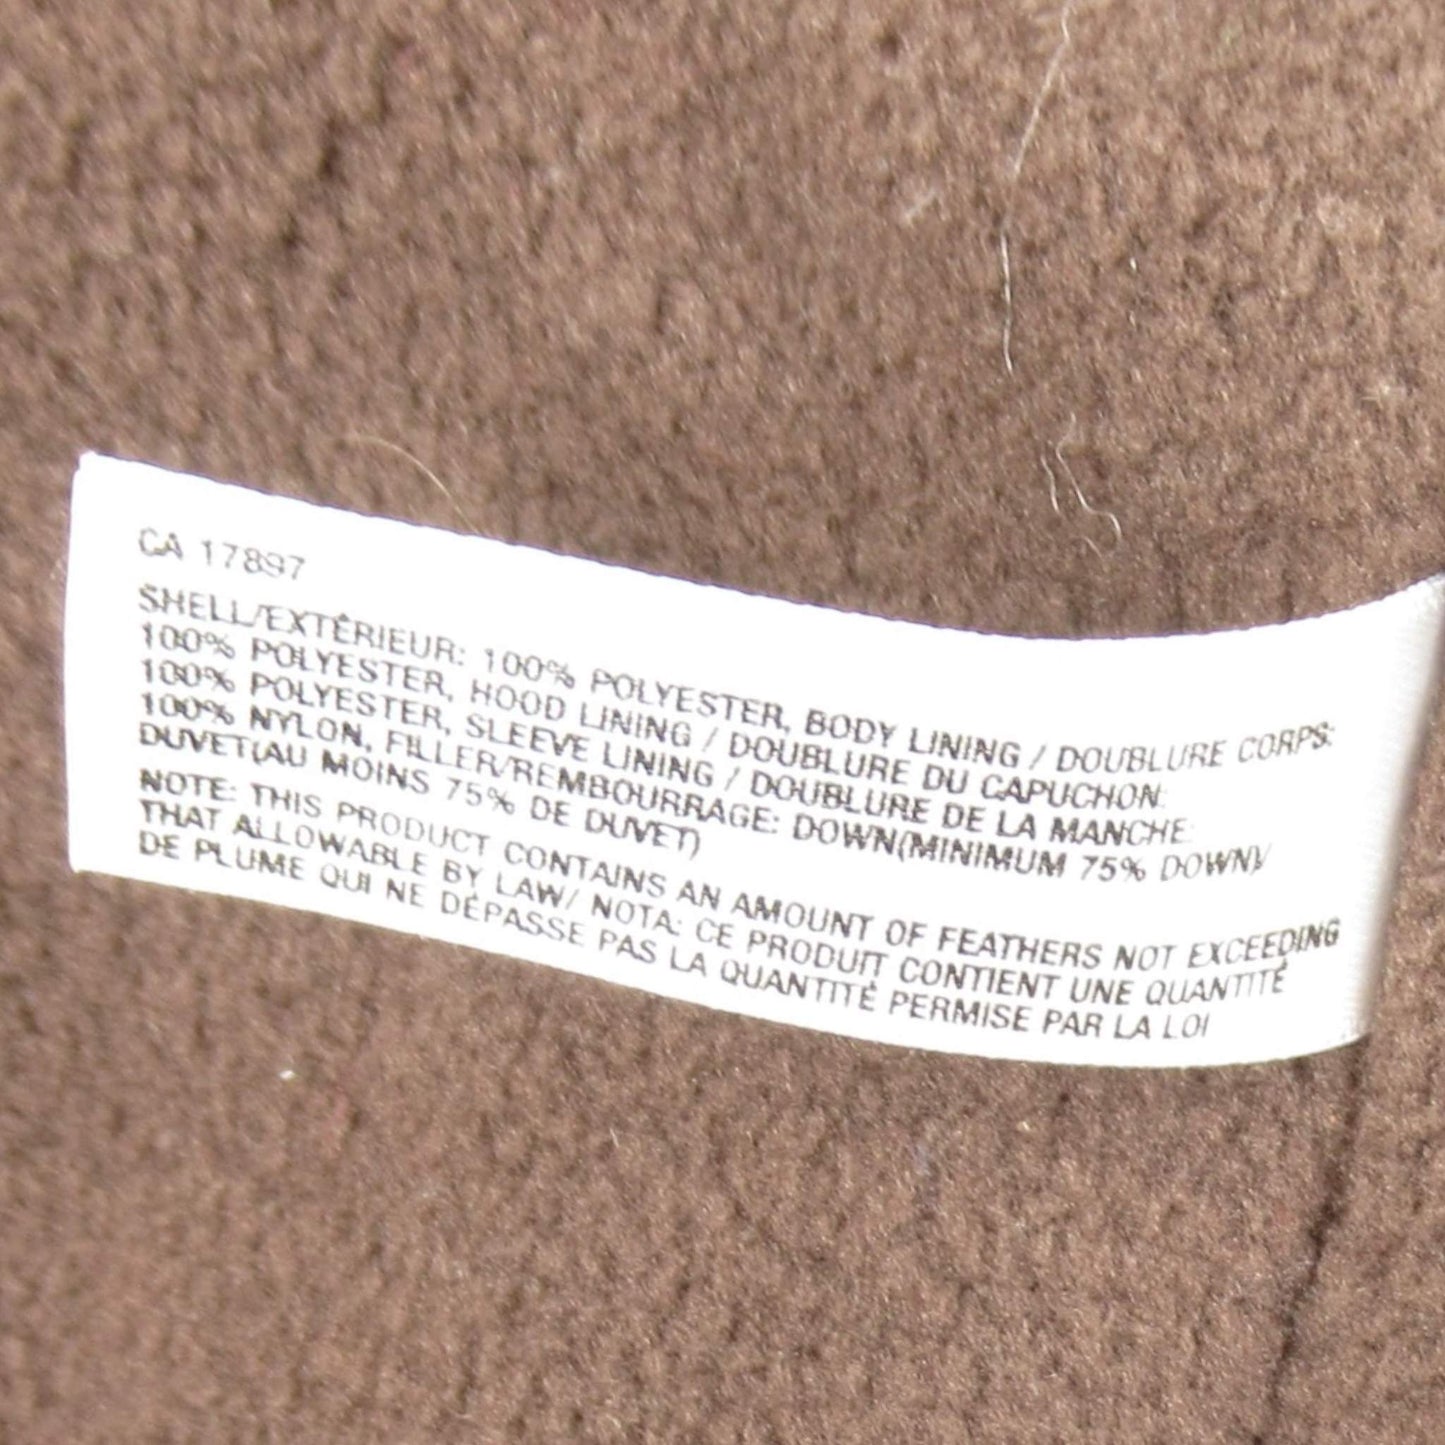 CA 17897
SHELL/EXTÉRIEUR: 100% POLYESTER, BODY LINING / DOUBLURE CORPS:
100% POLYESTER, HOOD LINING / DOUBLURE DU CAPUCHON:
100% POLYESTER, SLEEVE LINING / DOUBLURE DE LA MANCHE:
100% NYLON, FILLER/REMBOURRAGE: DOWN(MINIMUM 75% DOWN)/
DUVET(AU MOINS 75% DE DUVET)
NOTE: THIS PRODUCT CONTAINS AN AMOUNT OF FEATHERS NOT EXCEEDING
THAT ALLOWABLE BY LAW/ NOTA: CE PRODUIT CONTIENT UNE QUANTITÉ
DE PLUME QUI NE DÉPASSE PAS LA QUANTITÉ PERMISE PAR LA LOI